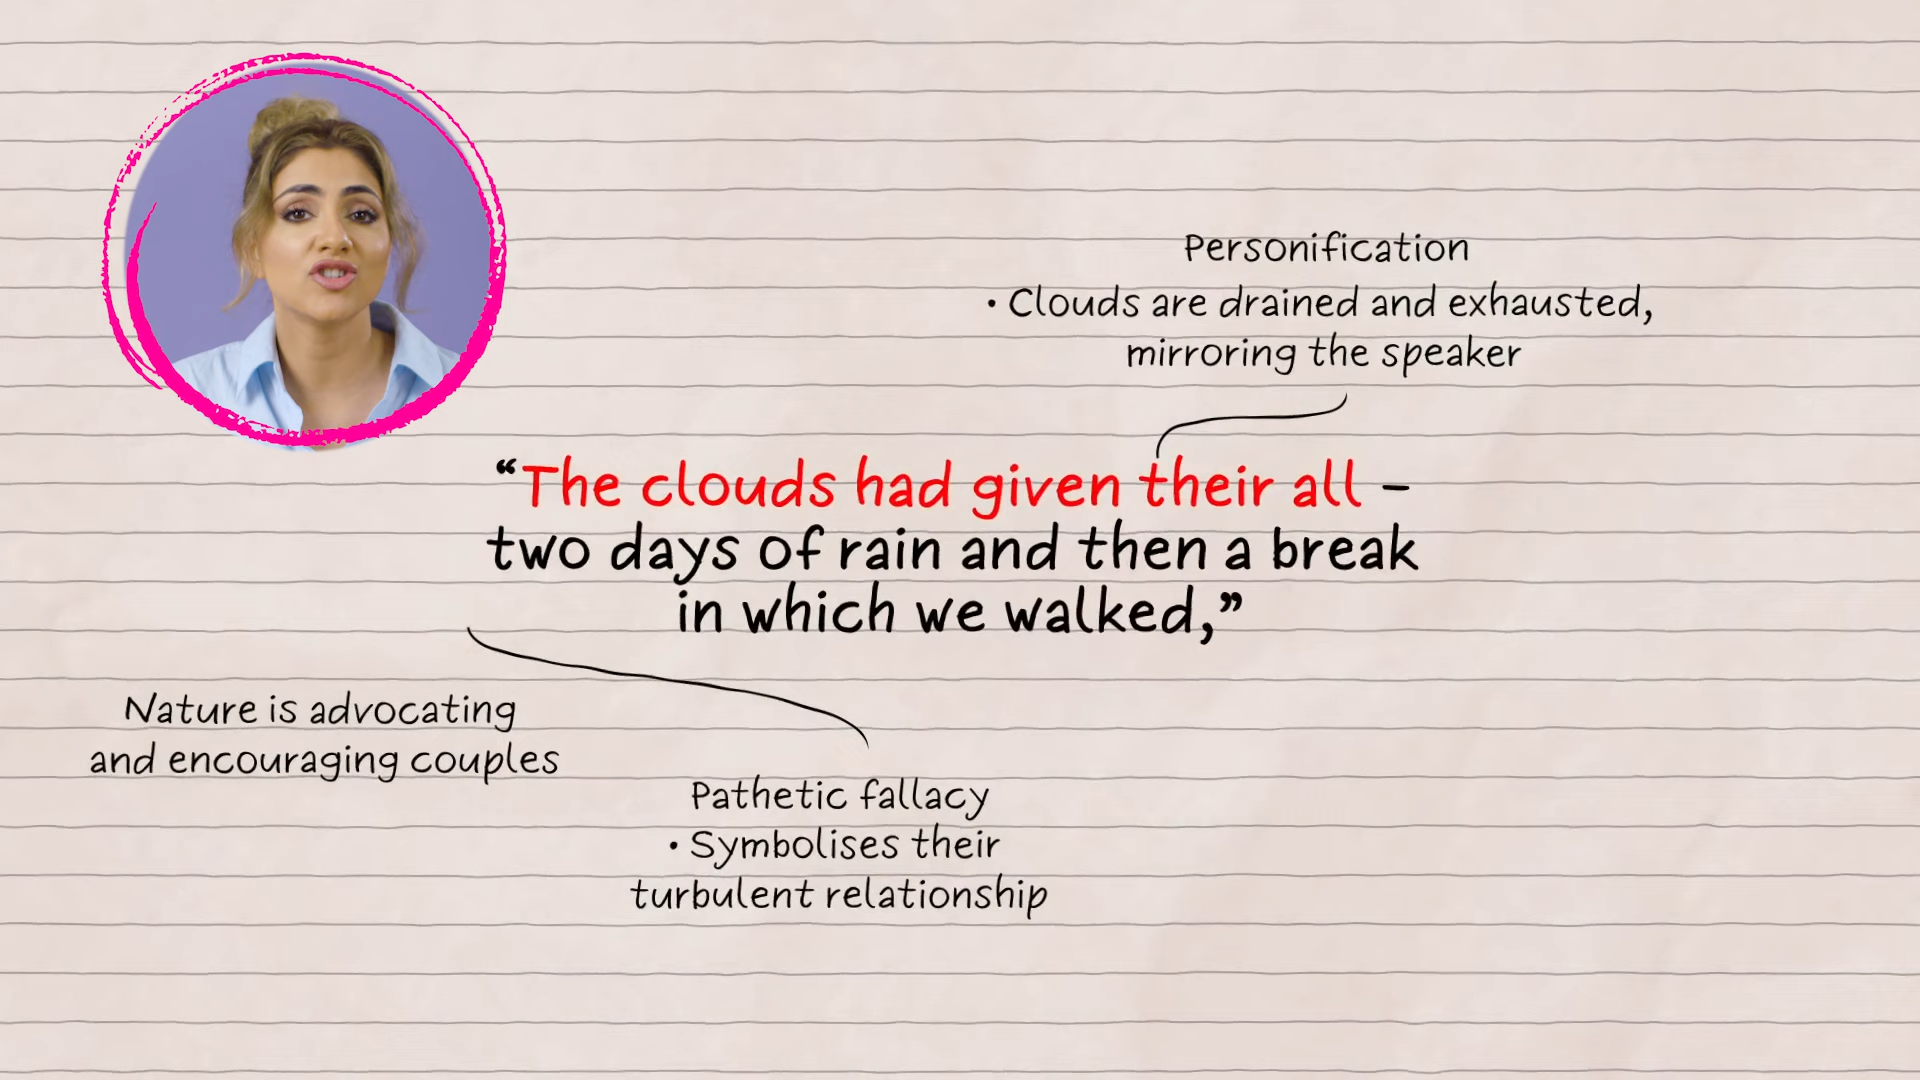 Personification
• Clouds are drained and exhausted,
mirroring the speaker
“The clouds had given their all –
two days of rain and then a break
in which we walked,”
Nature is advocating
and encouraging couples
Pathetic fallacy
• Symbolises their
turbulent relationship